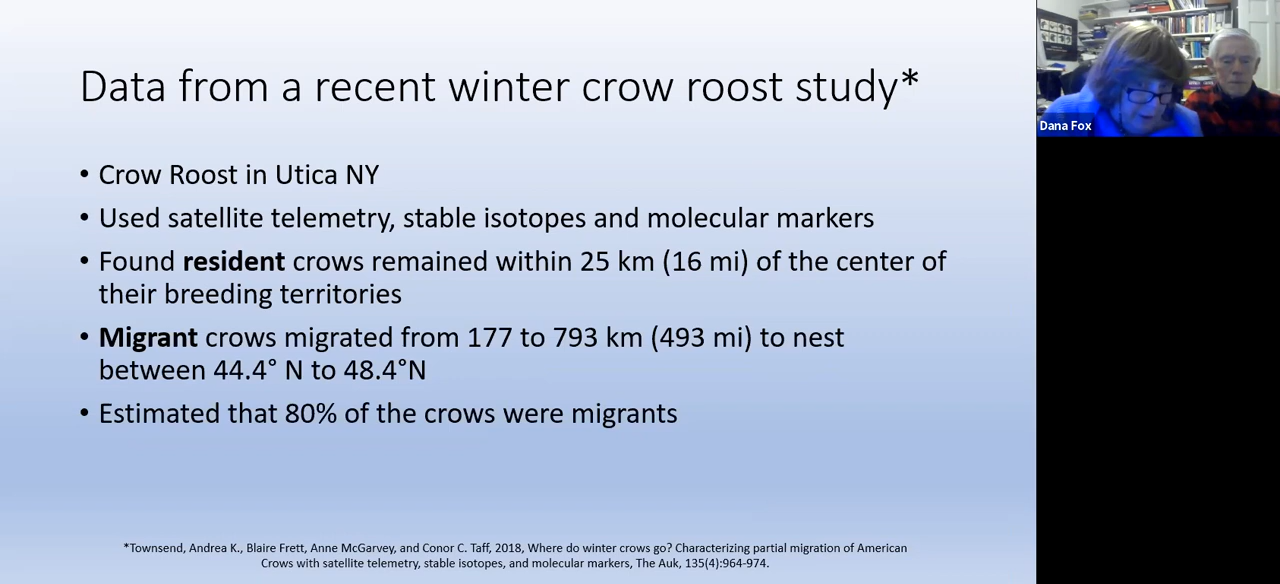 Data from a recent winter crow roost study*
• Crow Roost in Utica NY
• Used satellite telemetry, stable isotopes and molecular markers
• Found resident crows remained within 25 km (16 mi) of the center of
their breeding territories
• Migrant crows migrated from 177 to 793 km (493 mi) to nest
between 44.4° N to 48.4°N
• Estimated that 80% of the crows were migrants
*Townsend, Andrea K., Blaire Frett, Anne McGarvey, and Conor C. Taff, 2018, Where do winter crows go? Characterizing partial migration of American
Crows with satellite telemetry, stable isotopes, and molecular markers, The Auk, 135(4):964-974.
Dana Fox